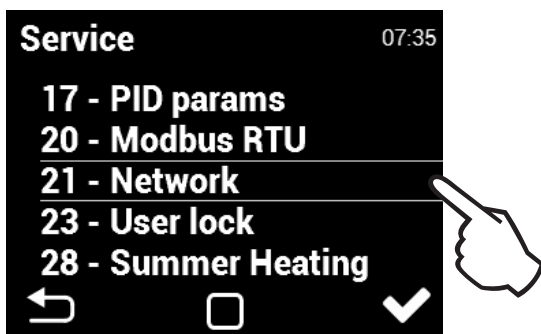 Service 07:35
17 - PID params
20 - Modbus RTU
21 - Network
23 - User lock
28 - Summer Heating